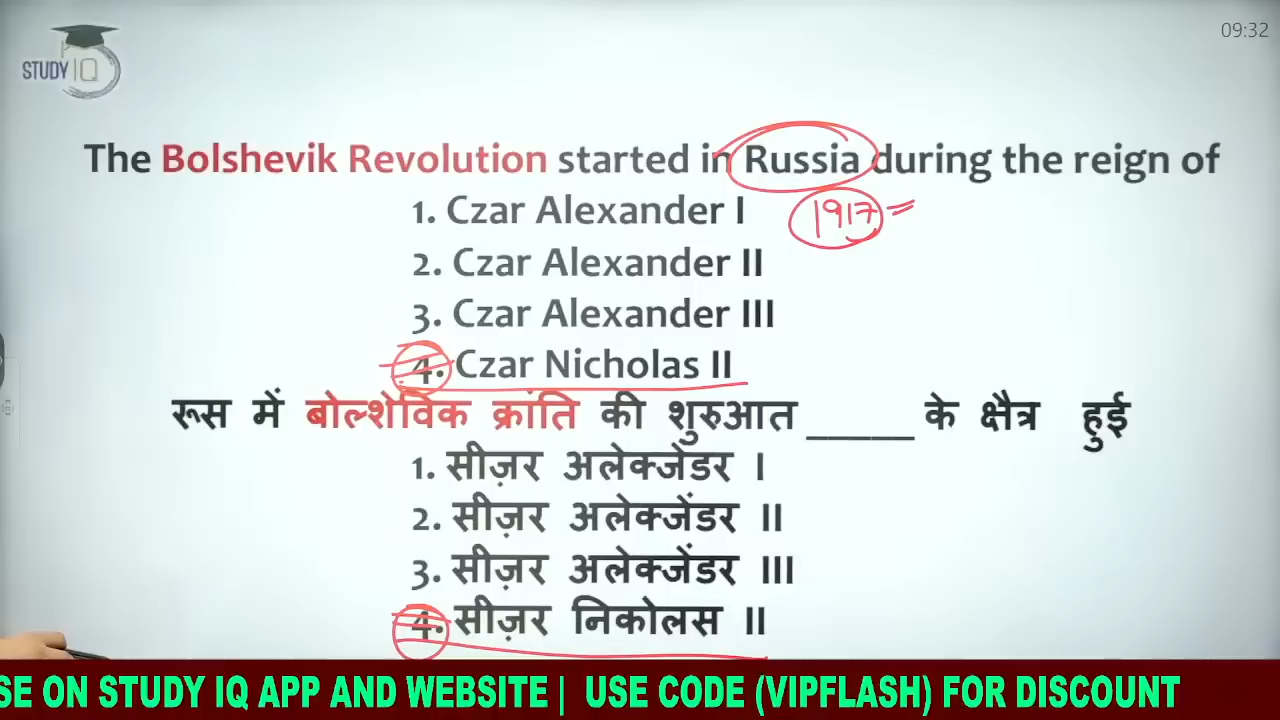 09:32
STUDY IQ
The Bolshevik Revolution started in Russia during the reign of
1. Czar Alexander I
1917
2. Czar Alexander II
3. Czar Alexander III
4. Czar Nicholas II
रूस में बोल्शेविक क्रांति की शुरुआत _____ के क्षैत्र हुई
1. सीज़र अलेक्जेंडर I
2. सीज़र अलेक्जेंडर II
3. सीज़र अलेक्जेंडर III
4. सीज़र निकोलस II
SE ON STUDY IQ APP AND WEBSITE | USE CODE (VIPFLASH) FOR DISCOUNT